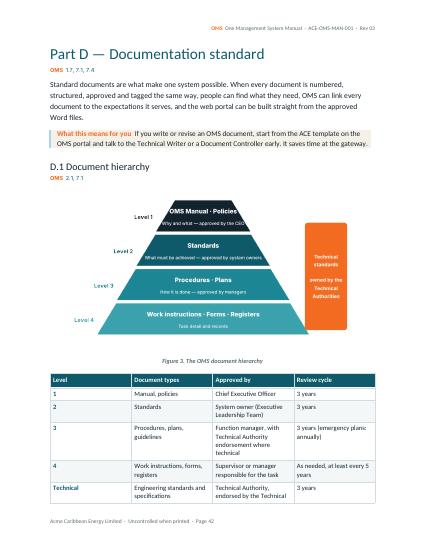 OMS One Management System Manual · ACE-OMS-MAN-001 · Rev 03
Part D — Documentation standard
OMS 1.7, 7.1, 7.4
Standard documents are what make one system possible. When every document is numbered,
structured, approved and tagged the same way, people can find what they need, OMS can link every
document to the expectations it serves, and the web portal can be built straight from the approved
Word files.
What this means for you If you write or revise an OMS document, start from the ACE template on the
OMS portal and talk to the Technical Writer or a Document Controller early. It saves time at the gateway.
D.1 Document hierarchy
OMS 2.1, 7.1
Level 1
OMS Manual · Policies
Why and what — approved by the CEO
Level 2
Standards
What must be achieved — approved by system owners
Level 3
Procedures · Plans
How it is done — approved by managers
Level 4
Work instructions · Forms · Registers
Task detail and records
Technical
standards
owned by the
Technical
Authorities
Figure 3. The OMS document hierarchy
Level Document types Approved by Review cycle
1 Manual, policies Chief Executive Officer 3 years
2 Standards System owner (Executive 3 years
Leadership Team)
3 Procedures, plans, Function manager, with 3 years (emergency plans:
guidelines Technical Authority annually)
endorsement where
technical
4 Work instructions, forms, Supervisor or manager As needed, at least every 5
registers responsible for the task years
Technical Engineering standards and Technical Authority, 3 years
specifications endorsed by the Technical
Acme Caribbean Energy Limited · Uncontrolled when printed · Page 42